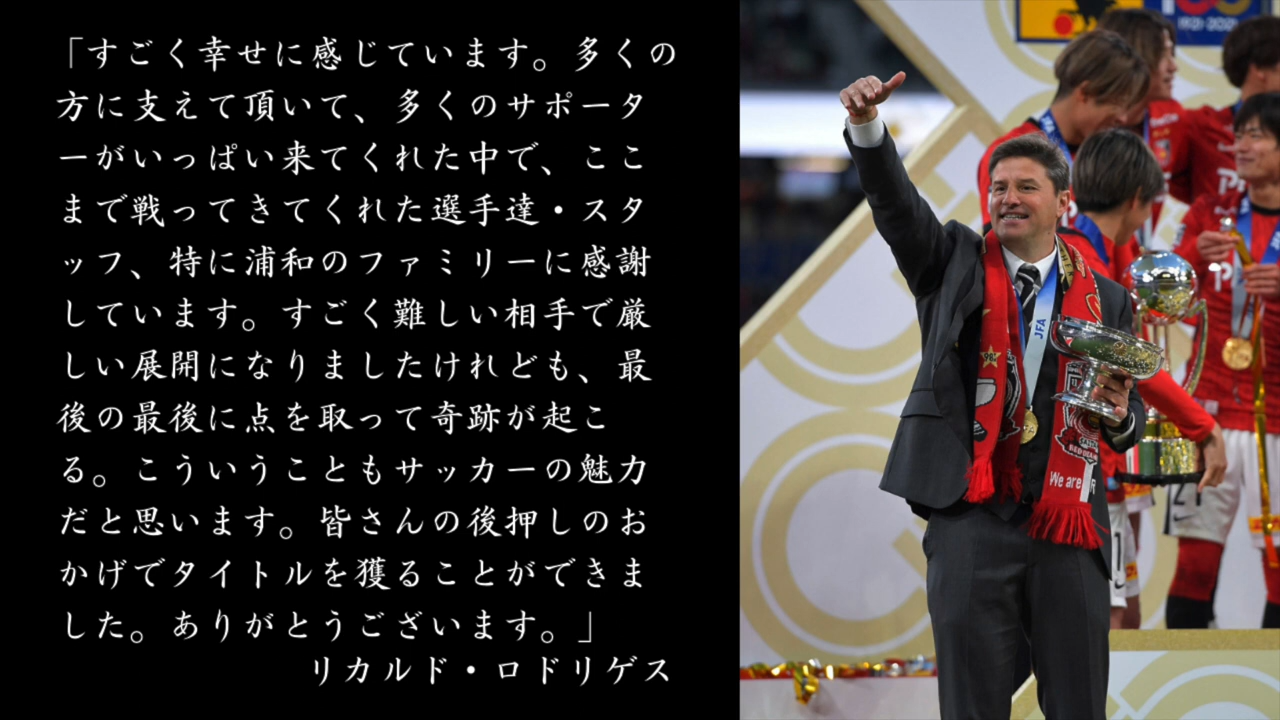 「すごく幸せに感じています。多くの
方に支えて頂いて、多くのサポータ
ーがいっぱい来てくれた中で、ここ
まで戦ってきてくれた選手達・スタ
ッフ、特に浦和のファミリーに感謝
しています。すごく難しい相手で厳
しい展開になりましたけれども、最
後の最後に点を取って奇跡が起こ
る。こういうこともサッカーの魅力
だと思います。皆さんの後押しのお
かげでタイトルを獲ることができま
した。ありがとうございます。」
リカルド・ロドリゲス
1921-2021
JFA
We are